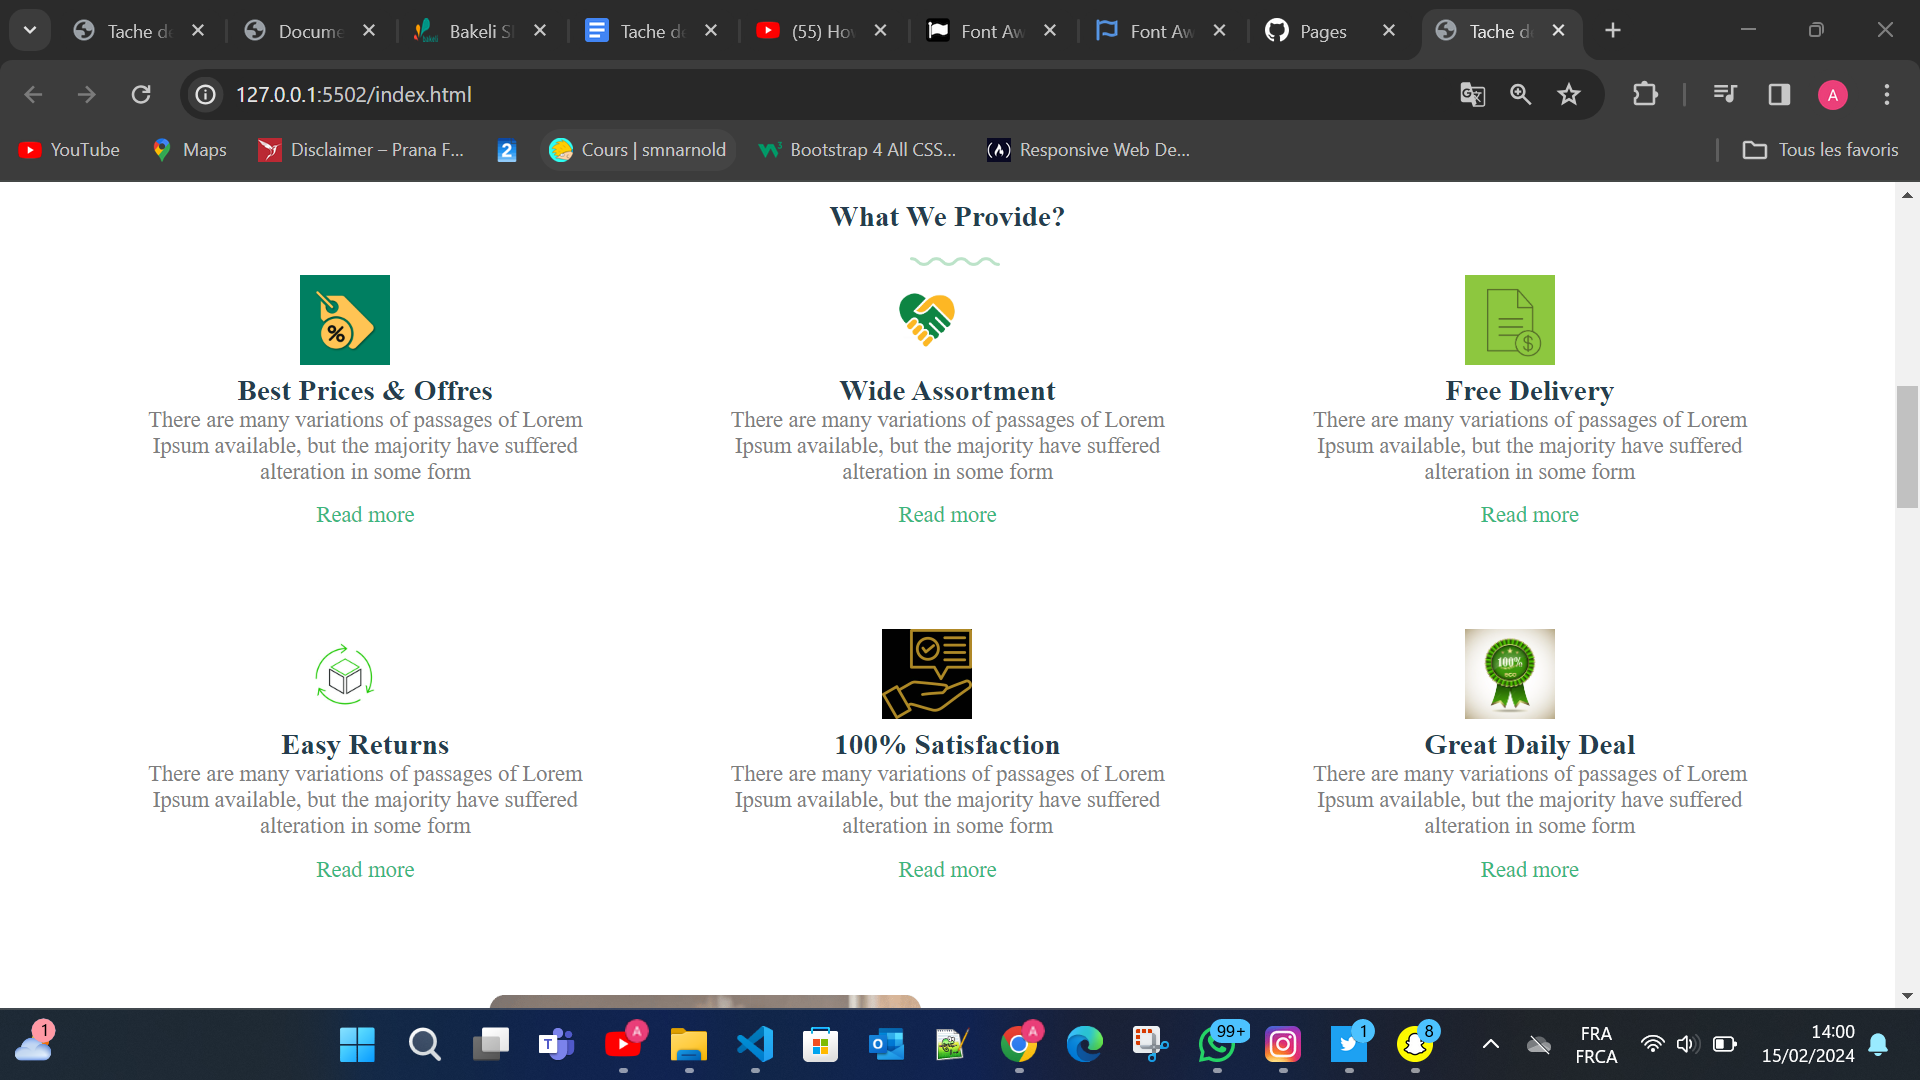 Tache de
Docume
Bakeli S
Tache de
(55) Ho
Font Aw
Font Aw
Pages
Tache de
127.0.0.1:5502/index.html
A
YouTube
Maps
Disclaimer – Prana F...
2
Cours | smnarnold
Bootstrap 4 All CSS...
Responsive Web De...
Tous les favoris
What We Provide?
%
$
Best Prices & Offres
There are many variations of passages of Lorem
Ipsum available, but the majority have suffered
alteration in some form
Read more
Wide Assortment
There are many variations of passages of Lorem
Ipsum available, but the majority have suffered
alteration in some form
Read more
Free Delivery
There are many variations of passages of Lorem
Ipsum available, but the majority have suffered
alteration in some form
Read more
100%
Easy Returns
There are many variations of passages of Lorem
Ipsum available, but the majority have suffered
alteration in some form
Read more
100% Satisfaction
There are many variations of passages of Lorem
Ipsum available, but the majority have suffered
alteration in some form
Read more
Great Daily Deal
There are many variations of passages of Lorem
Ipsum available, but the majority have suffered
alteration in some form
Read more
1
A
A
99+
1
8
FRA
FRCA
14:00
15/02/2024